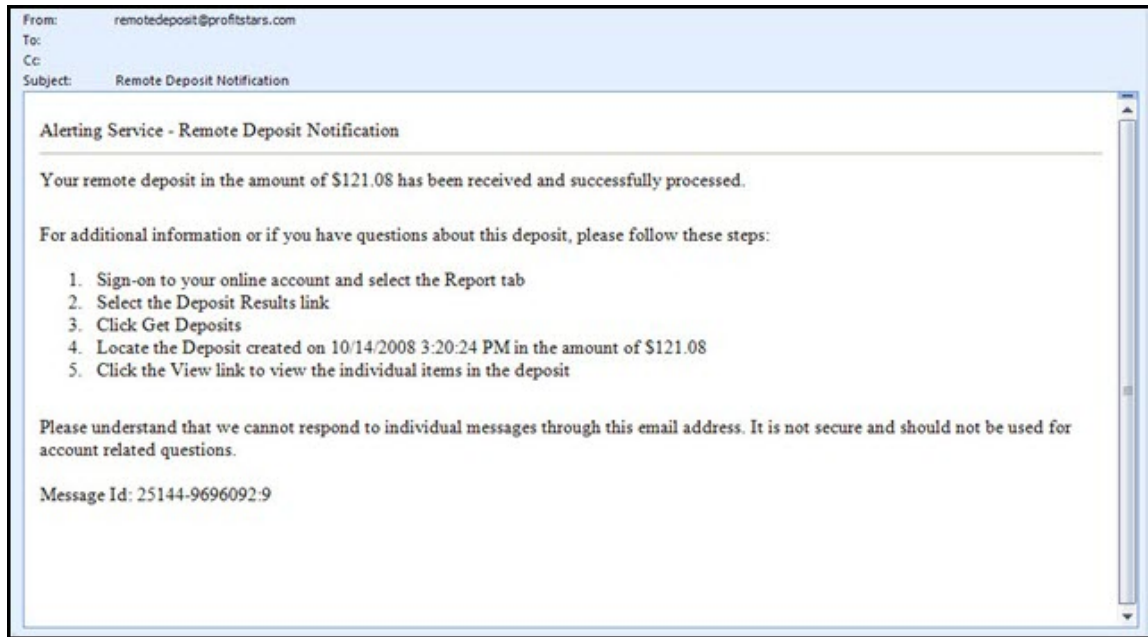 From: remotedeposit@profitstars.com
To:
Cc:
Subject: Remote Deposit Notification
Alerting Service - Remote Deposit Notification
Your remote deposit in the amount of $121.08 has been received and successfully processed.
For additional information or if you have questions about this deposit, please follow these steps:
1. Sign-on to your online account and select the Report tab
2. Select the Deposit Results link
3. Click Get Deposits
4. Locate the Deposit created on 10/14/2008 3:20:24 PM in the amount of $121.08
5. Click the View link to view the individual items in the deposit
Please understand that we cannot respond to individual messages through this email address. It is not secure and should not be used for
account related questions.
Message Id: 25144-9696092:9